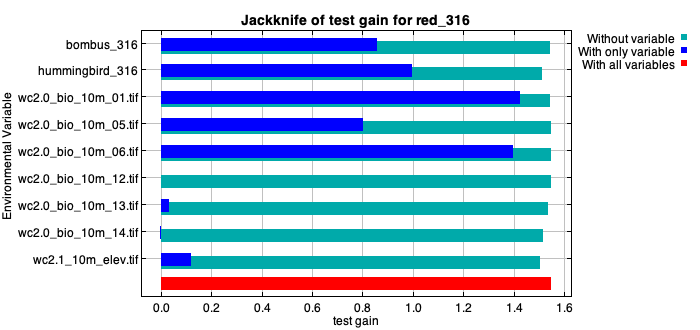 Jackknife of test gain for red_316
Without variable
With only variable
With all variables
Environmental Variable
bombus_316
hummingbird_316
wc2.0_bio_10m_01.tif
wc2.0_bio_10m_05.tif
wc2.0_bio_10m_06.tif
wc2.0_bio_10m_12.tif
wc2.0_bio_10m_13.tif
wc2.0_bio_10m_14.tif
wc2.1_10m_elev.tif
0.0 0.2 0.4 0.6 0.8 1.0 1.2 1.4 1.6
test gain